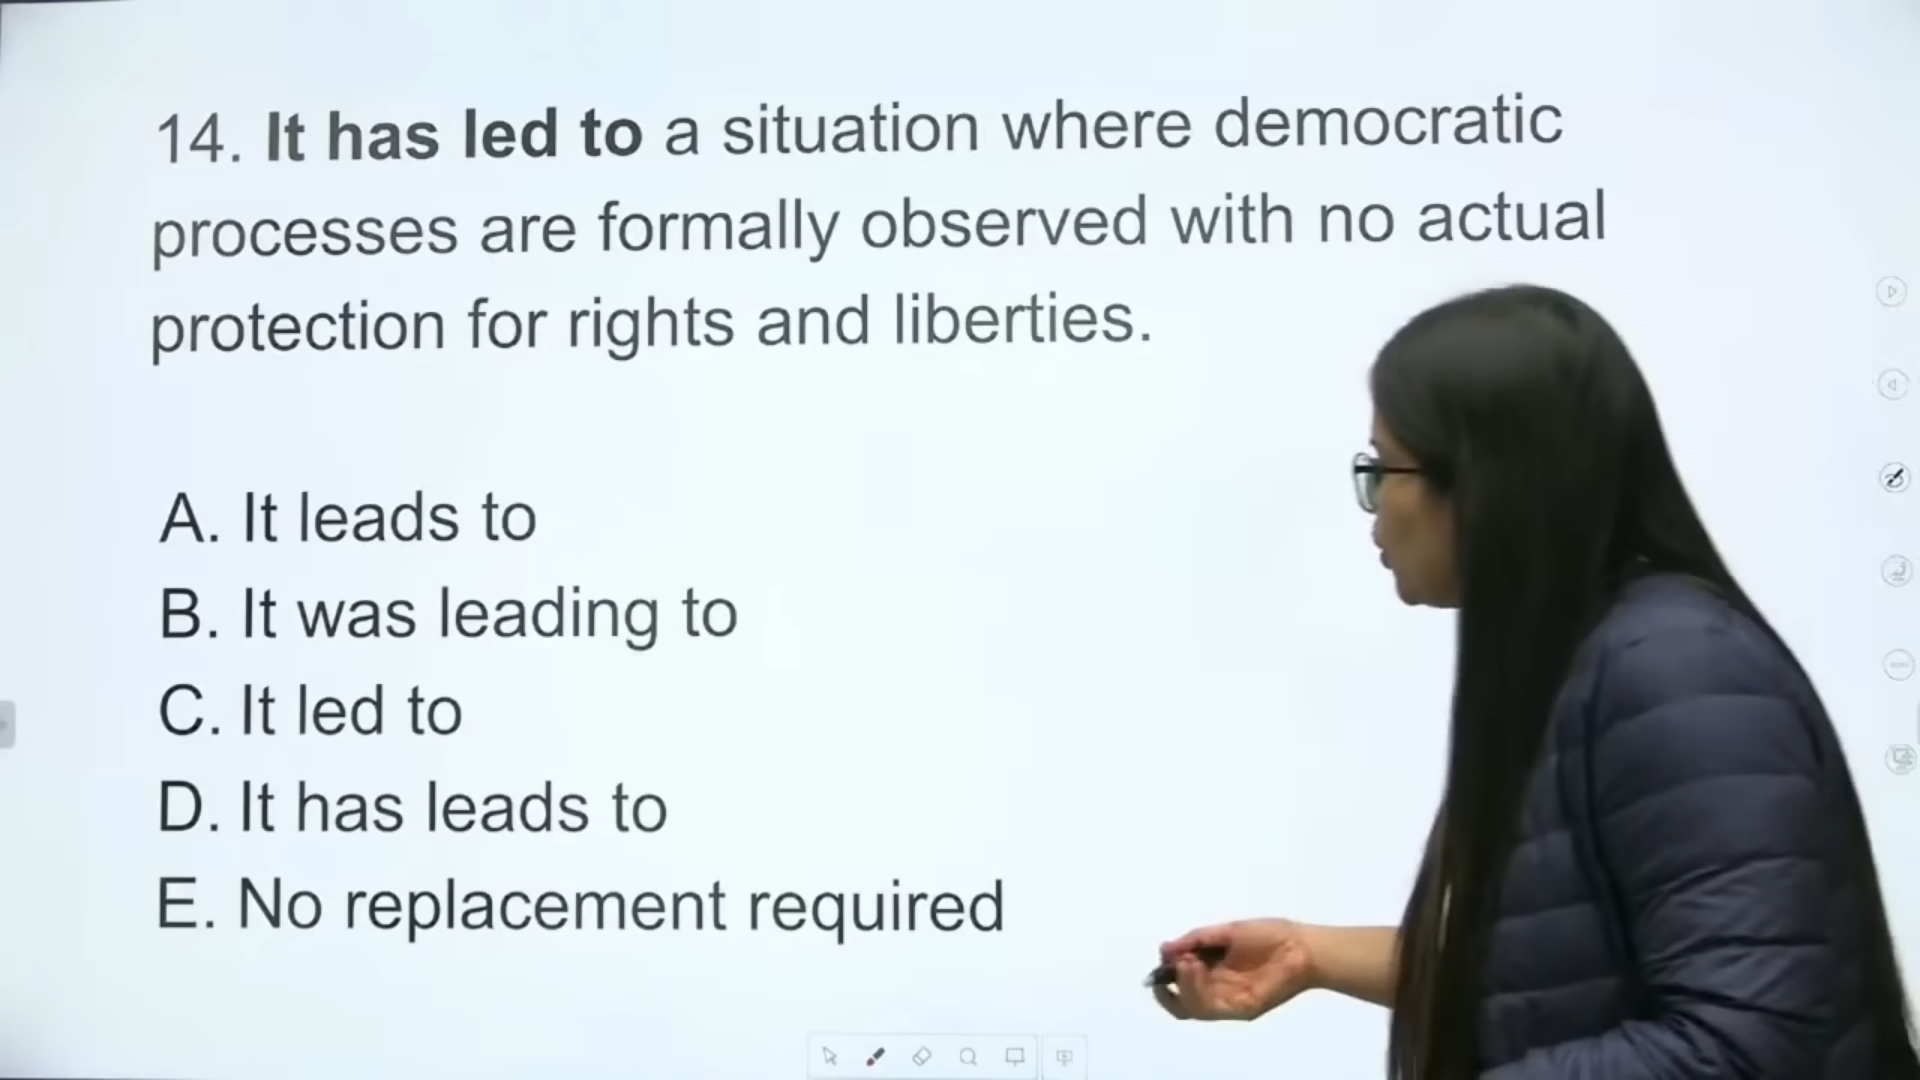 14. It has led to a situation where democratic
processes are formally observed with no actual
protection for rights and liberties.
A. It leads to
B. It was leading to
C. It led to
D. It has leads to
E. No replacement required